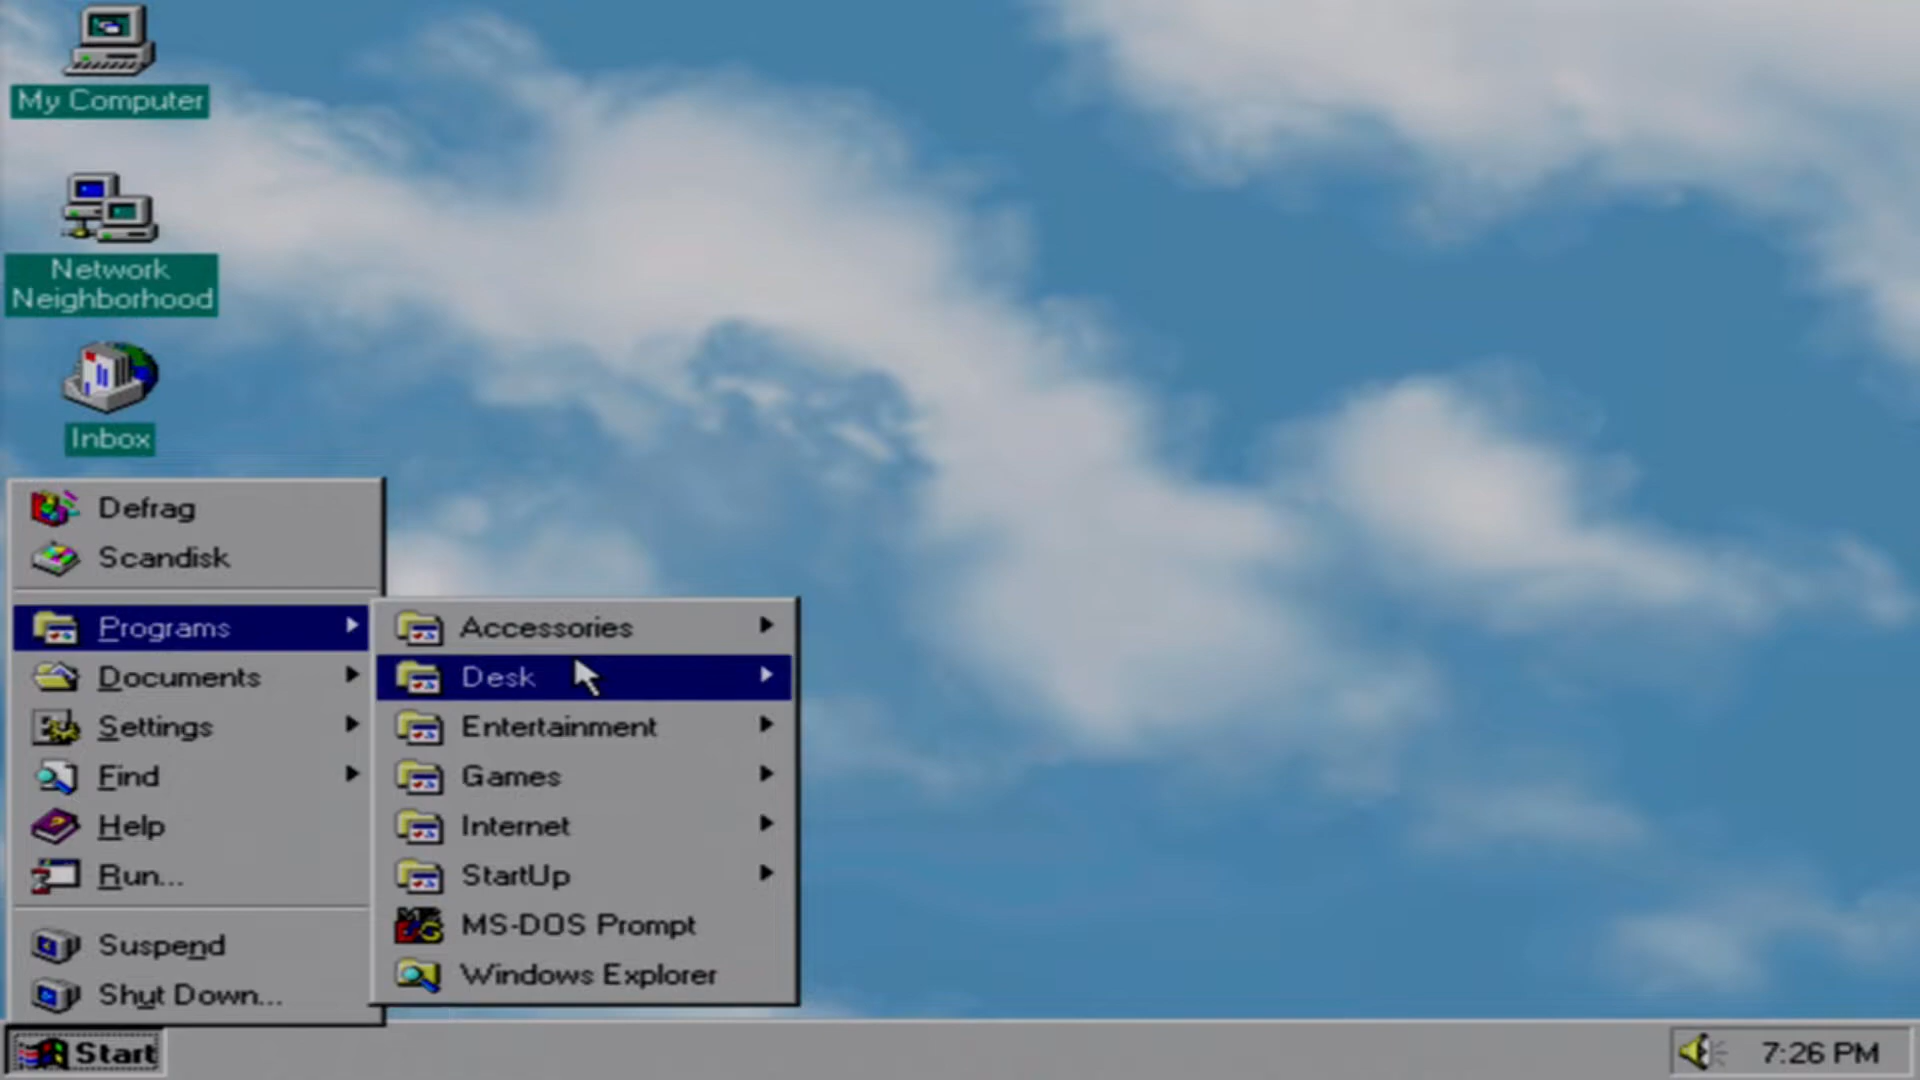 My Computer
Network
Neighborhood
Inbox
Defrag
Scandisk
Programs
Documents
Settings
Find
Help
Run...
Suspend
Shut Down...
Accessories
Desk
Entertainment
Games
Internet
StartUp
MS-DOS Prompt
Windows Explorer
Start
7:26 PM